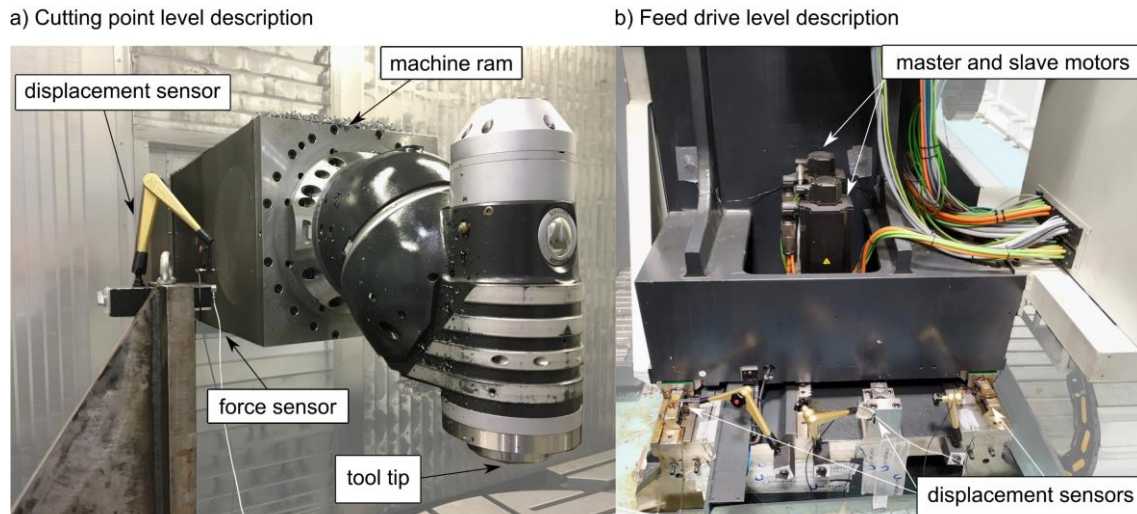 a) Cutting point level description
b) Feed drive level description
machine ram
displacement sensor
force sensor
tool tip
master and slave motors
displacement sensors